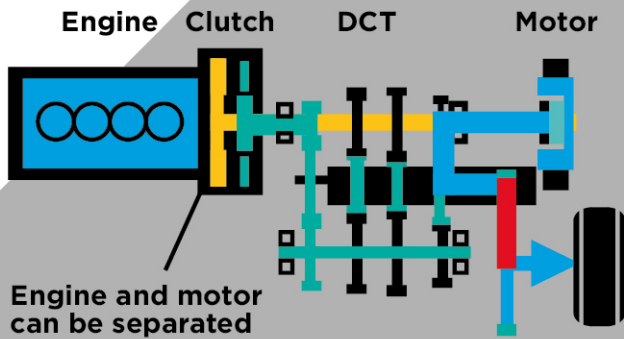 Engine Clutch DCT Motor
Engine and motor
can be separated